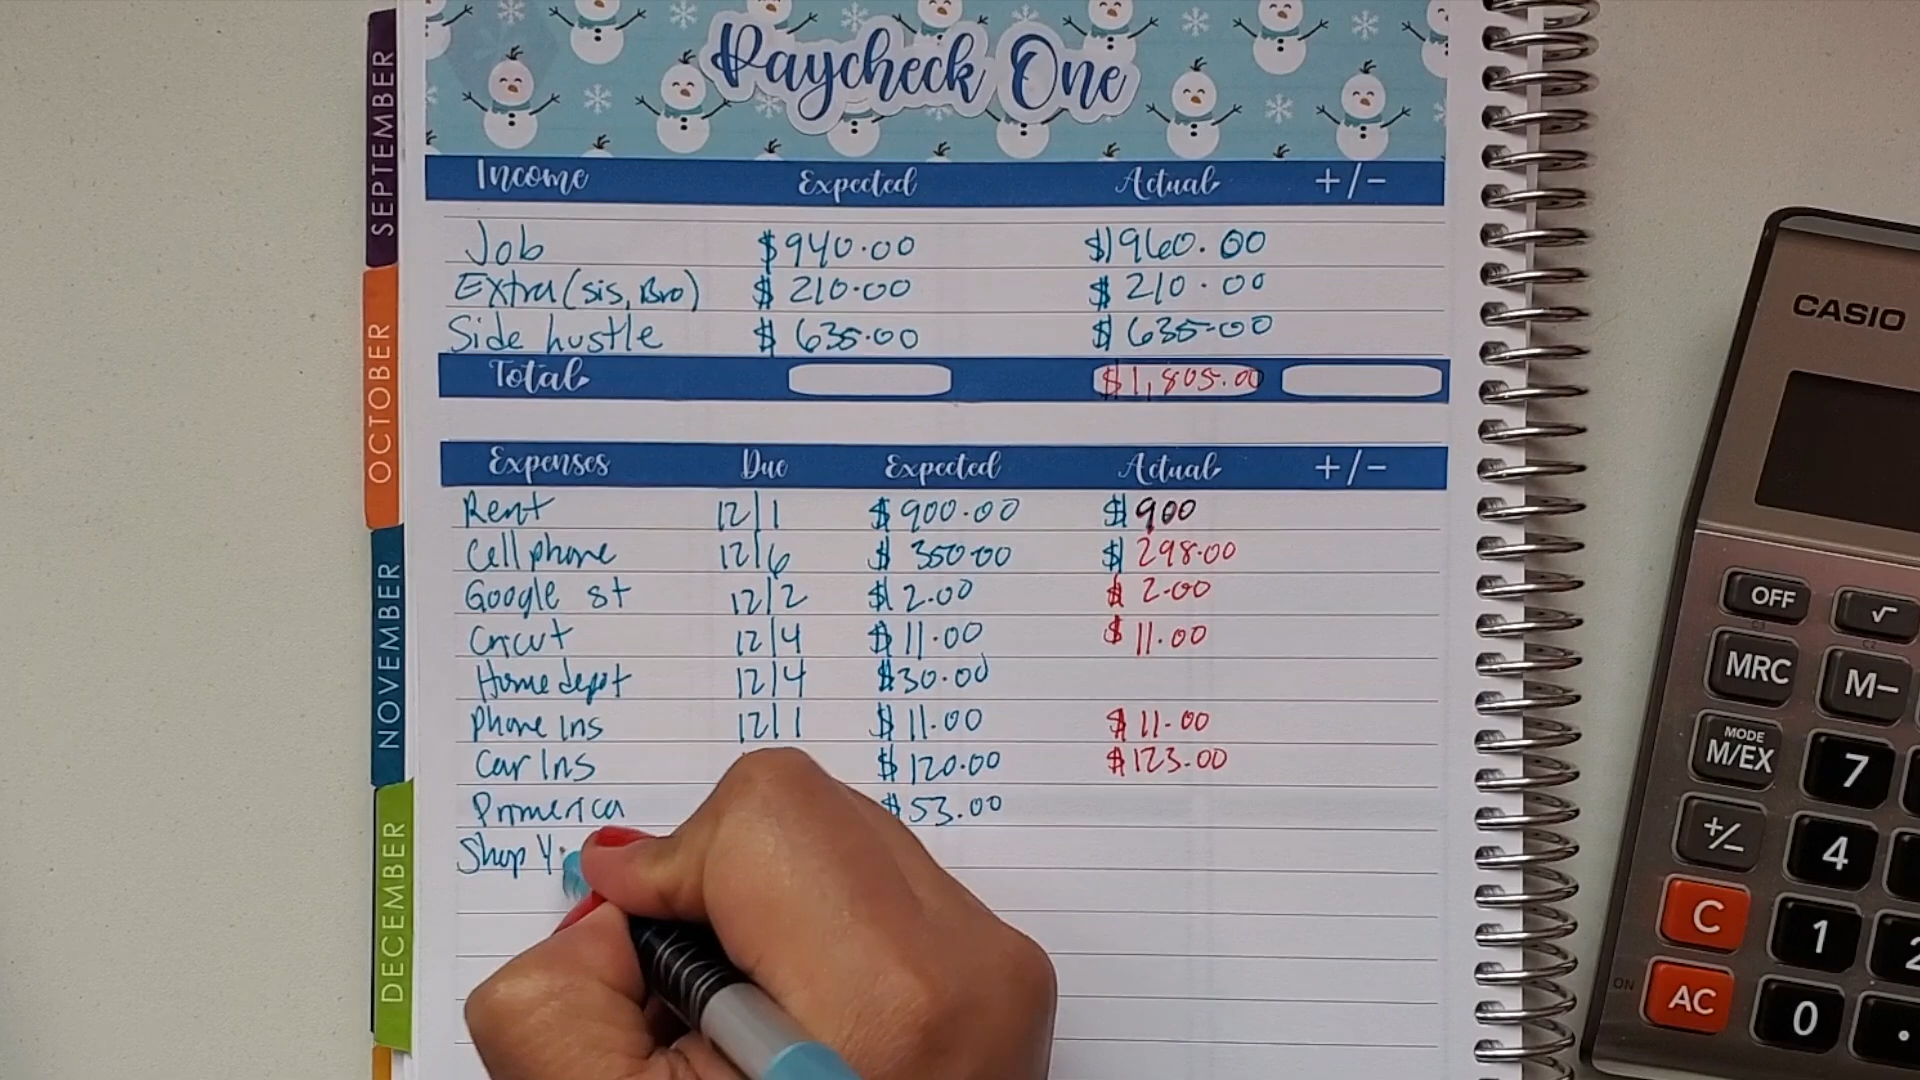 Paycheck One
Income Expected Actual +/-
Job $940.00 $960.00
Extra (sis, Bro) $210.00 $210.00
Side hustle $635.00 $635.00
Total $1,805.00
Expenses Due Expected Actual +/-
Rent 12/1 $900.00 $900
Cell phone 12/6 $350.00 $298.00
Google st 12/2 $2.00 $2.00
Cricut 12/4 $11.00 $11.00
Home depot 12/4 $30.00
Phone Ins 12/1 $11.00 $11.00
Car Ins $120.00 $123.00
Primerica $53.00
Shop Y
SEPTEMBER
OCTOBER
NOVEMBER
DECEMBER
CASIO
OFF √
MRC M−
MODE
M/EX 7
+/− 4
C 1 2
ON AC 0 .